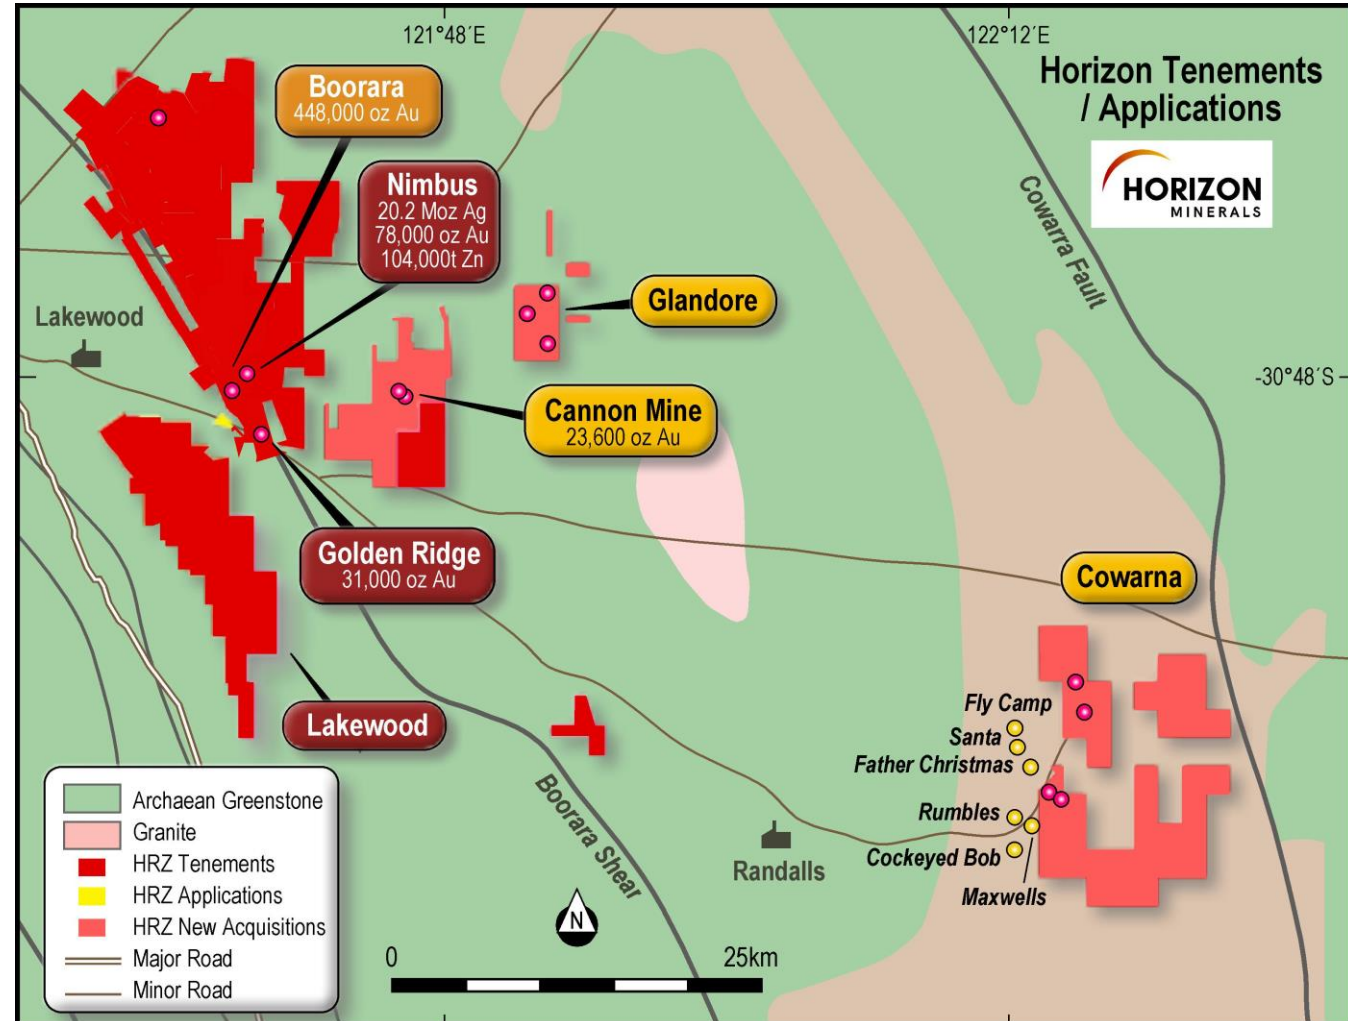 121°48´E
122°12´E
Horizon Tenements
/ Applications
HORIZON
MINERALS
Boorara
448,000 oz Au
Nimbus
20.2 Moz Ag
78,000 oz Au
104,000t Zn
Cowarra Fault
Glandore
Lakewood
-30°48´S
Cannon Mine
23,600 oz Au
Golden Ridge
31,000 oz Au
Cowarna
Lakewood
Fly Camp
Santa
Father Christmas
Rumbles
Cockeyed Bob
Maxwells
Boorara Shear
Randalls
Archaean Greenstone
Granite
HRZ Tenements
HRZ Applications
HRZ New Acquisitions
Major Road
Minor Road
N
0
25km